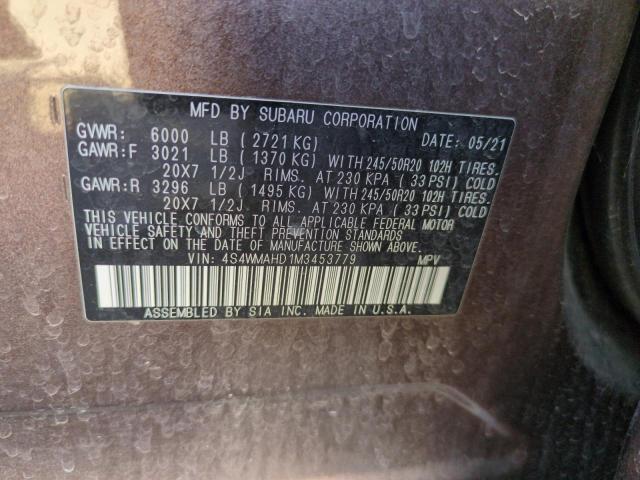 MFD BY SUBARU CORPORATION
GVWR: 6000 LB ( 2721 KG) DATE: 05/21
GAWR:F 3021 LB ( 1370 KG) WITH 245/50R20 102H TIRES.
20X7 1/2J RIMS. AT 230 KPA ( 33 PSI) COLD
GAWR:R 3296 LB ( 1495 KG) WITH 245/50R20 102H TIRES.
20X7 1/2J RIMS. AT 230 KPA ( 33 PSI) COLD
THIS VEHICLE CONFORMS TO ALL APPLICABLE FEDERAL MOTOR
VEHICLE SAFETY AND THEFT PREVENTION STANDARDS
IN EFFECT ON THE DATE OF MANUFACTURE SHOWN ABOVE.
VIN: 4S4WMAHD1M3453779 MPV
ASSEMBLED BY SIA INC. MADE IN U.S.A.